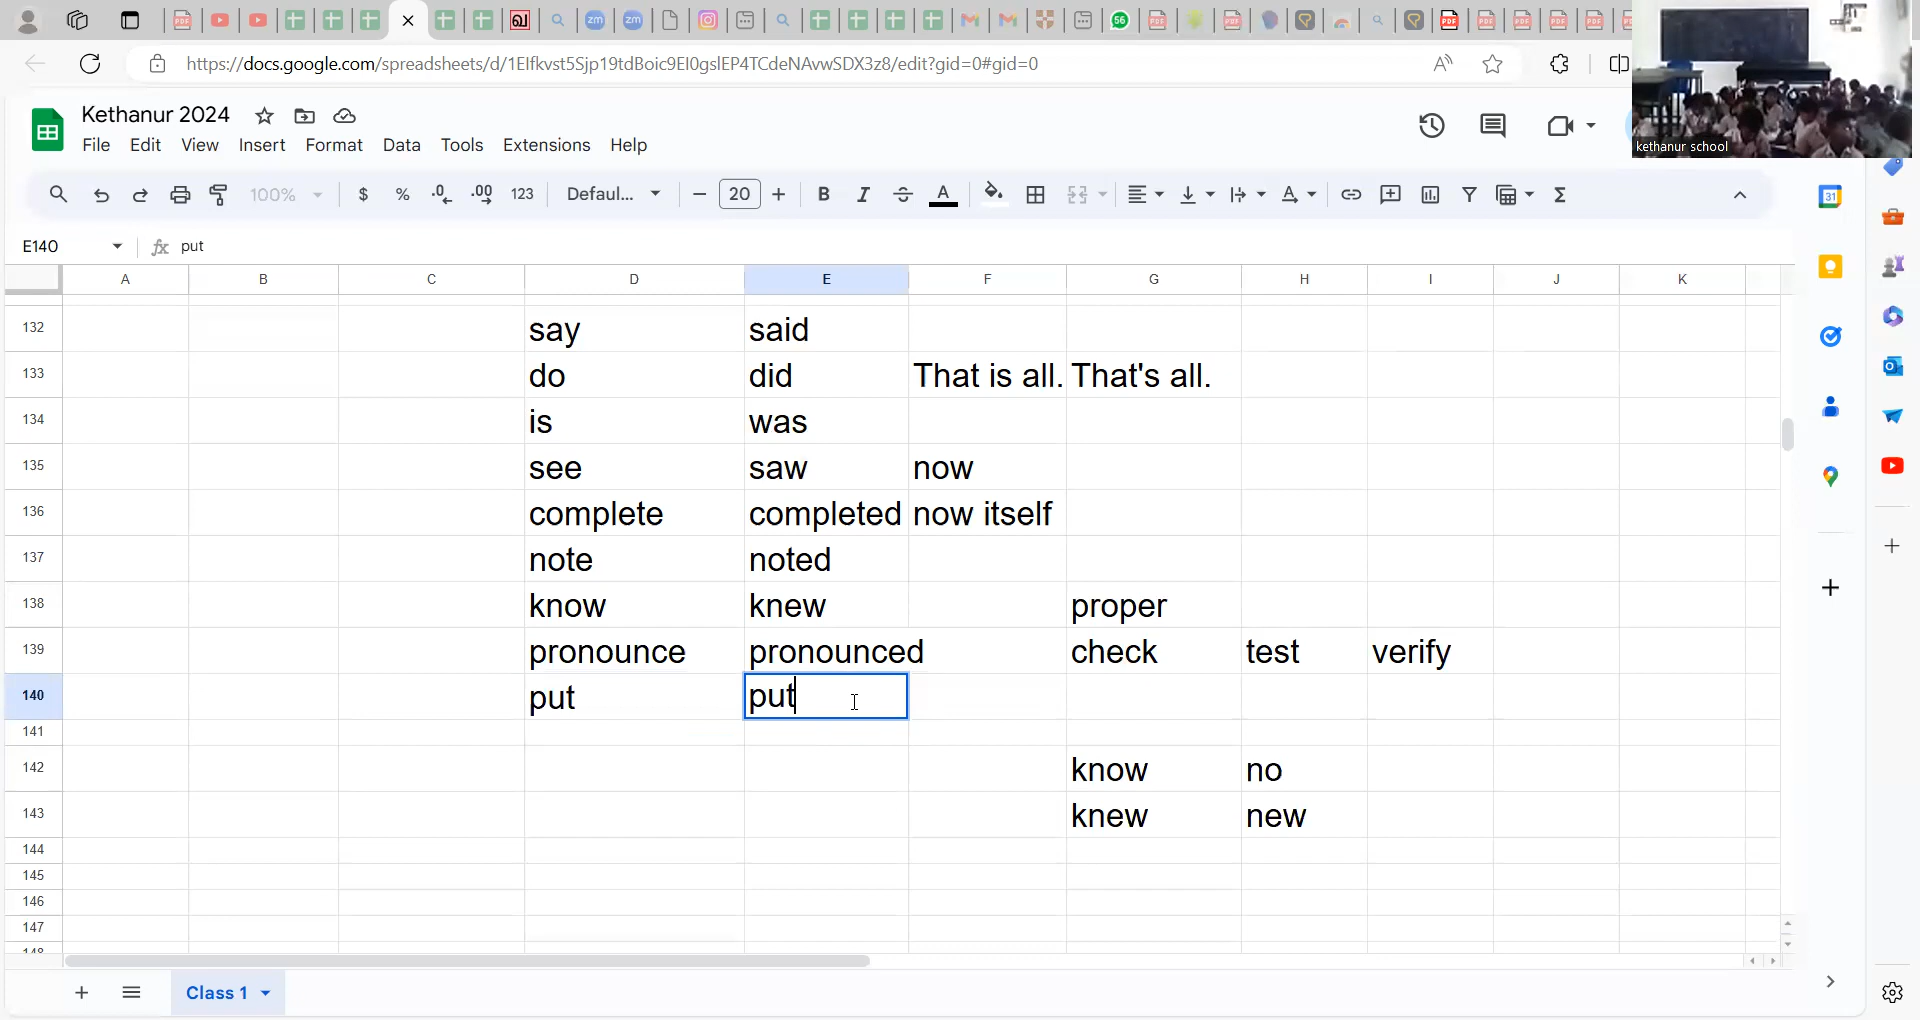 https://docs.google.com/spreadsheets/d/1EIfkvst5Sjp19tdBoic9EI0gslEP4TCdeNAvwSDX3z8/edit?gid=0#gid=0
Kethanur 2024
File Edit View Insert Format Data Tools Extensions Help
kethanur school
100% $ % .0 .00 123 Defaul... 20
E140 fx put
A B C D E F G H I J K
132 say said
133 do did That is all. That's all.
134 is was
135 see saw now
136 complete completed now itself
137 note noted
138 know knew proper
139 pronounce pronounced check test verify
140 put put
141
142 know no
143 knew new
144
145
146
147
148
Class 1